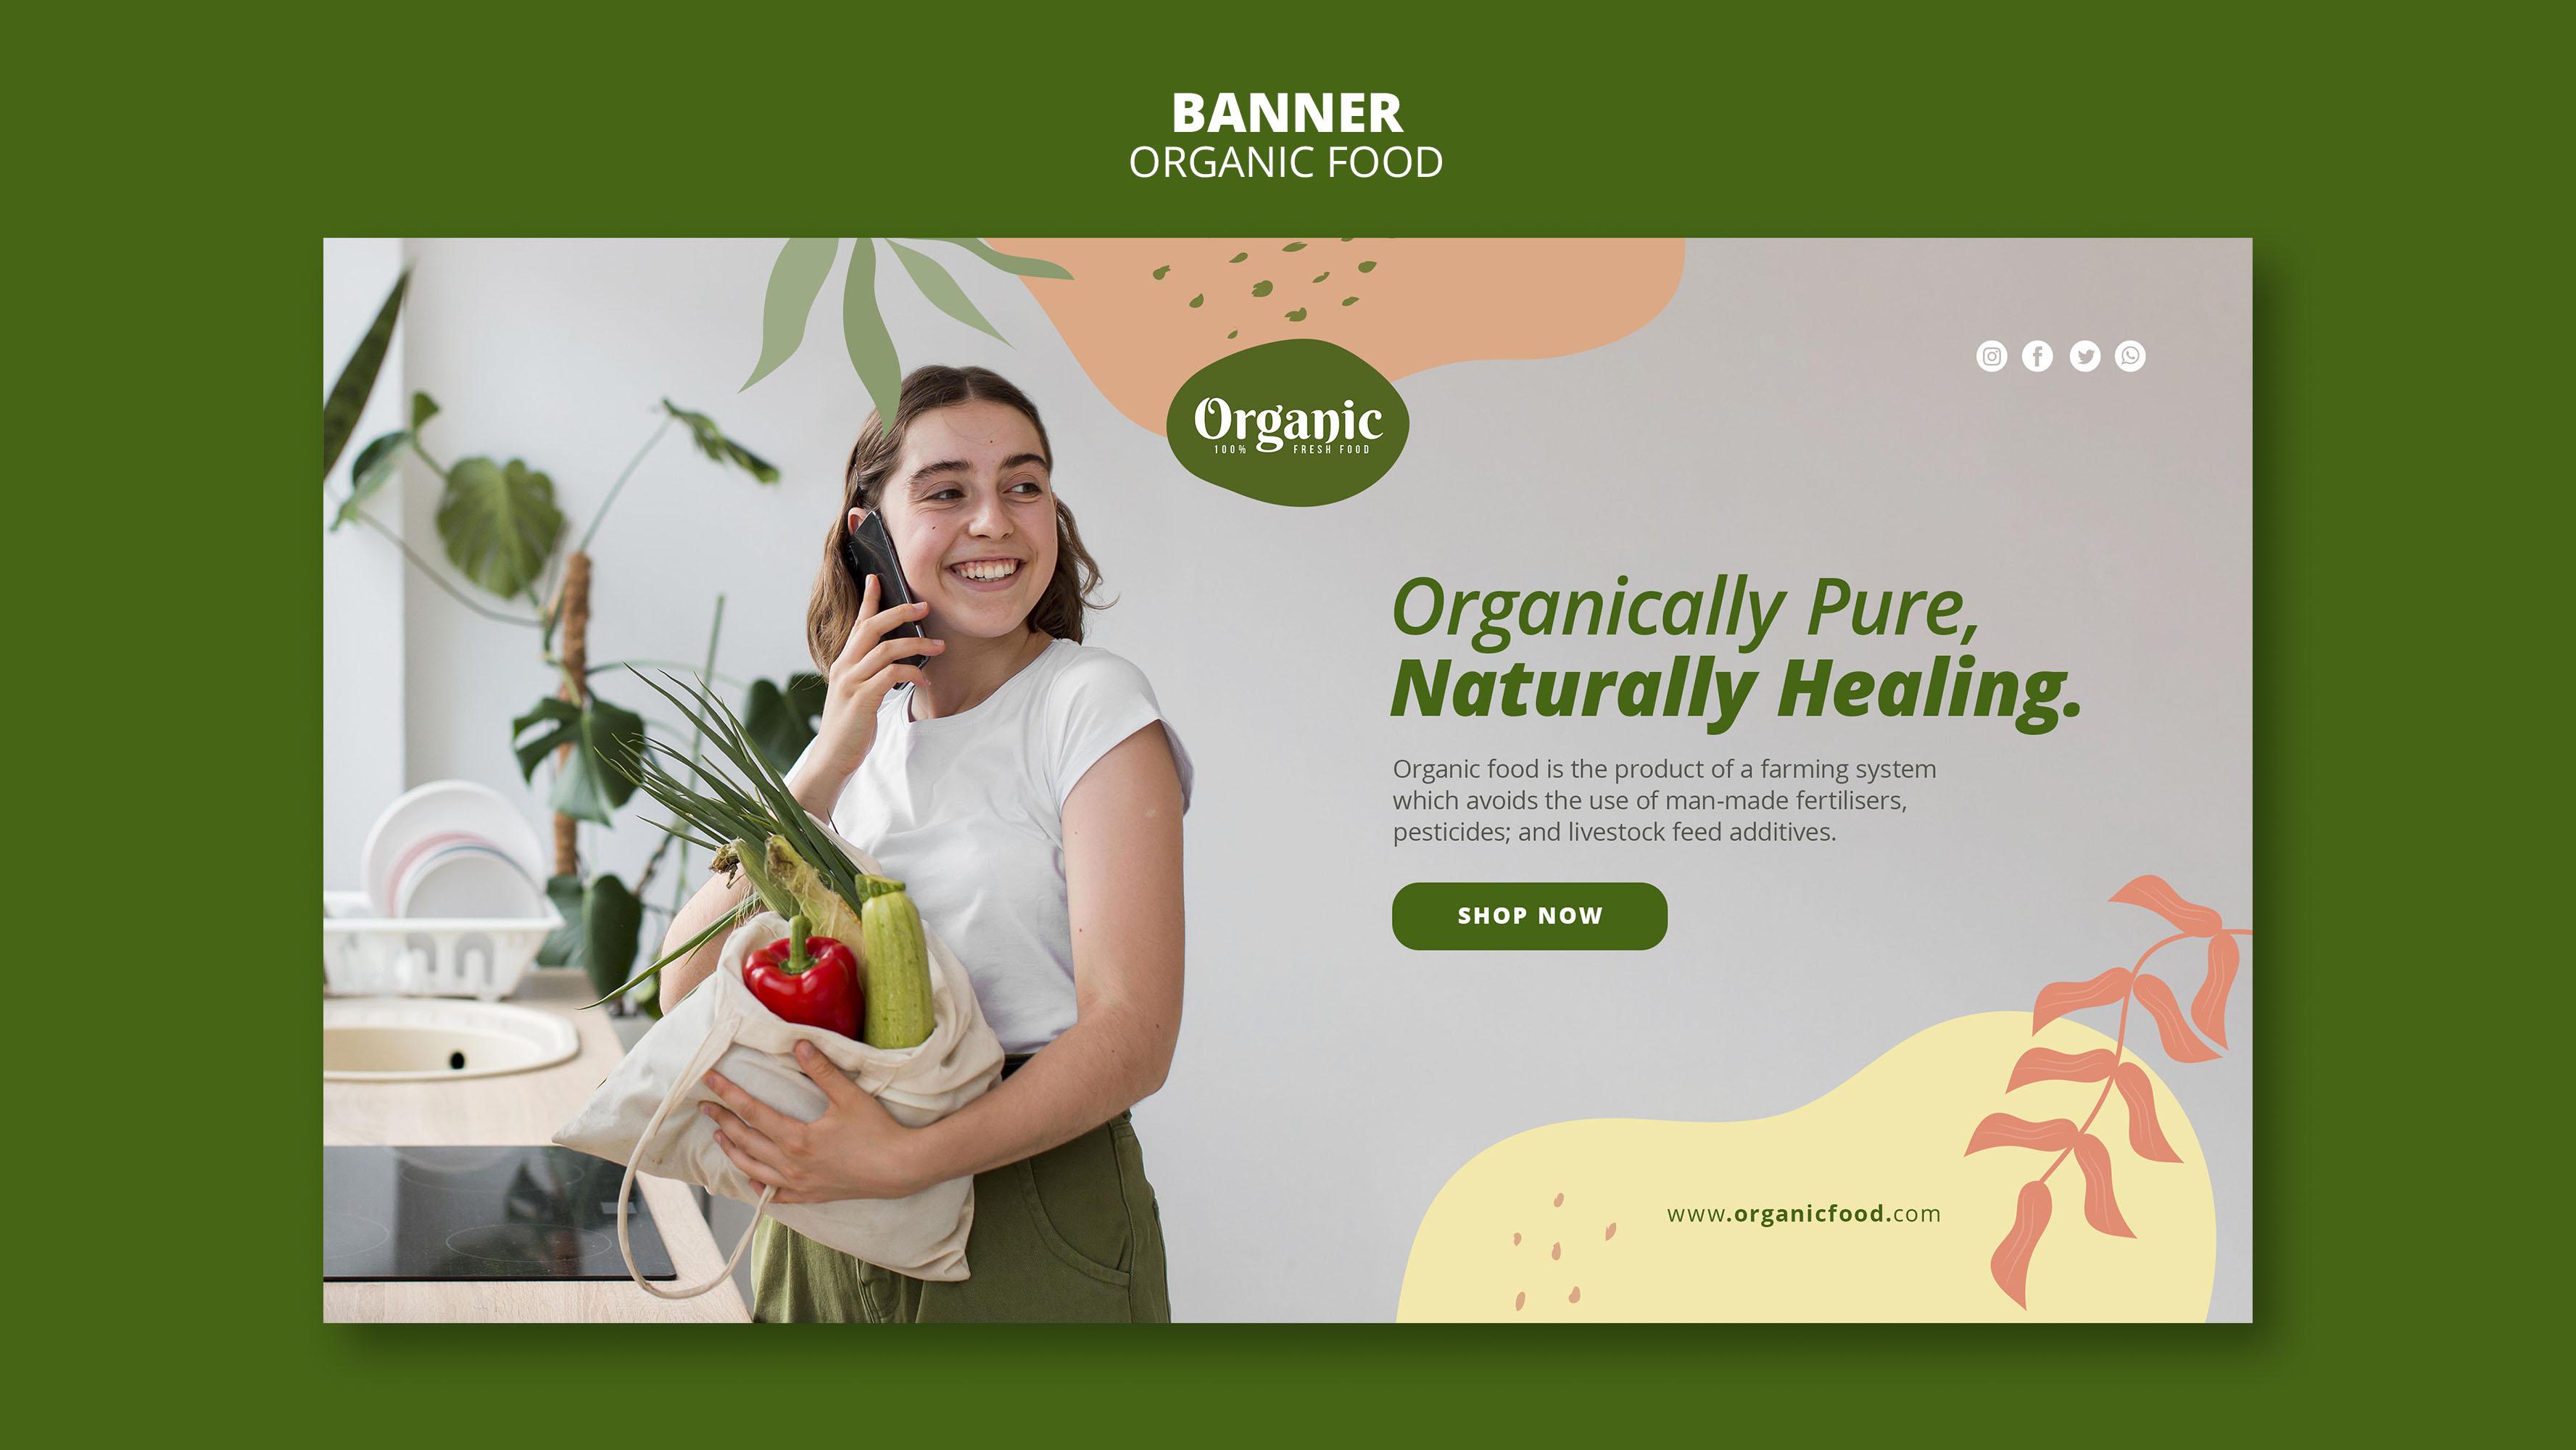 BANNER
ORGANIC FOOD
Organic
100% FRESH FOOD
Organically Pure,
Naturally Healing.
Organic food is the product of a farming system
which avoids the use of man-made fertilisers,
pesticides; and livestock feed additives.
SHOP NOW
www.organicfood.com